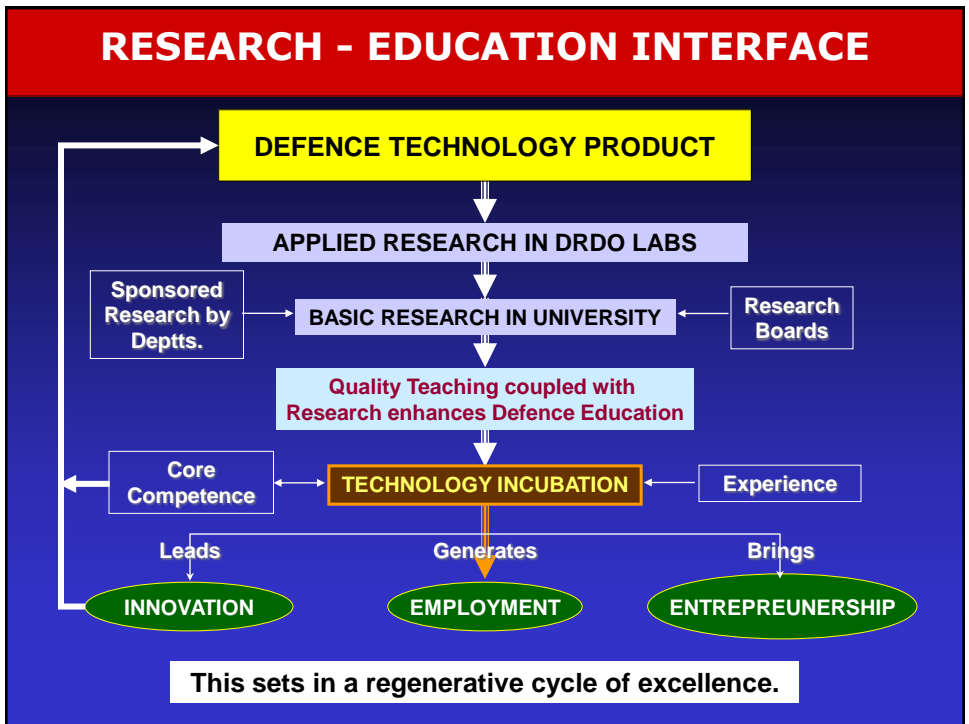 RESEARCH - EDUCATION INTERFACE
DEFENCE TECHNOLOGY PRODUCT
APPLIED RESEARCH IN DRDO LABS
Sponsored
Research by
Deptts.
BASIC RESEARCH IN UNIVERSITY
Research
Boards
Quality Teaching coupled with
Research enhances Defence Education
Core
Competence
TECHNOLOGY INCUBATION
Experience
Leads
Generates
Brings
INNOVATION
EMPLOYMENT
ENTREPREUNERSHIP
This sets in a regenerative cycle of excellence.